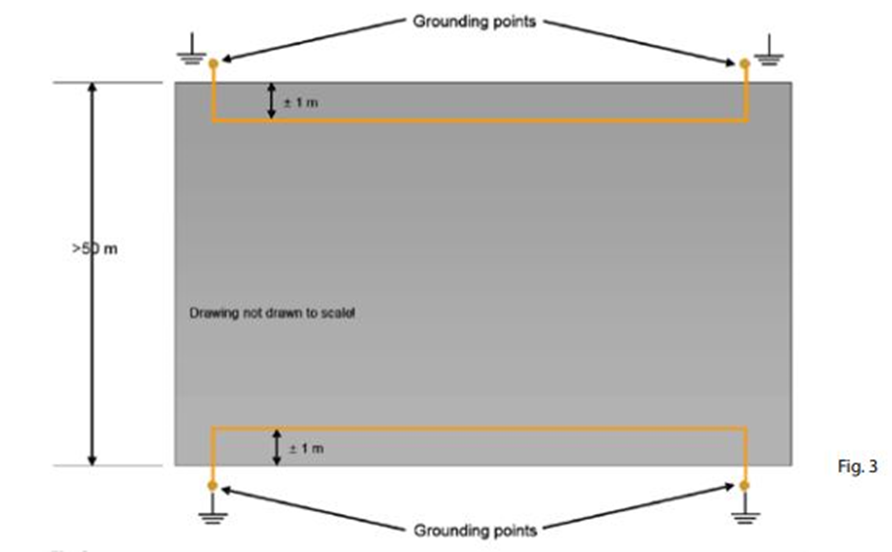 Grounding points
± 1 m
>50 m
Drawing not drawn to scale!
± 1 m
Fig. 3
Grounding points